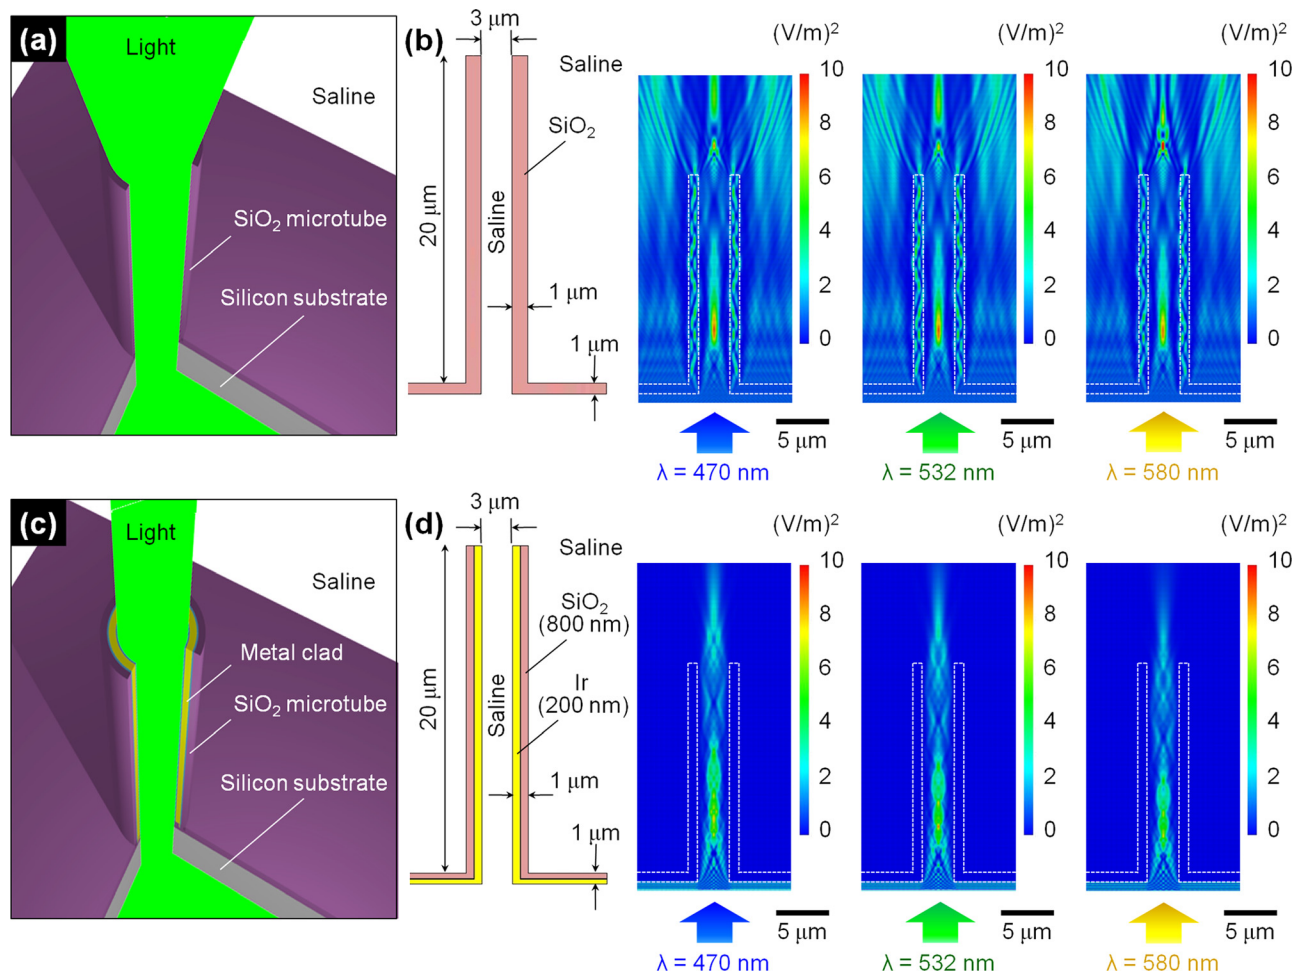 (a)
Light
Saline
SiO₂ microtube
Silicon substrate
(b)
3 μm
Saline
SiO₂
20 μm
Saline
1 μm
1 μm
(V/m)²
10
8
6
4
2
0
5 μm
λ = 470 nm
(V/m)²
10
8
6
4
2
0
5 μm
λ = 532 nm
(V/m)²
10
8
6
4
2
0
5 μm
λ = 580 nm
(c)
Light
Saline
Metal clad
SiO₂ microtube
Silicon substrate
(d)
3 μm
Saline
SiO₂
(800 nm)
20 μm
Saline
Ir
(200 nm)
1 μm
1 μm
(V/m)²
10
8
6
4
2
0
5 μm
λ = 470 nm
(V/m)²
10
8
6
4
2
0
5 μm
λ = 532 nm
(V/m)²
10
8
6
4
2
0
5 μm
λ = 580 nm